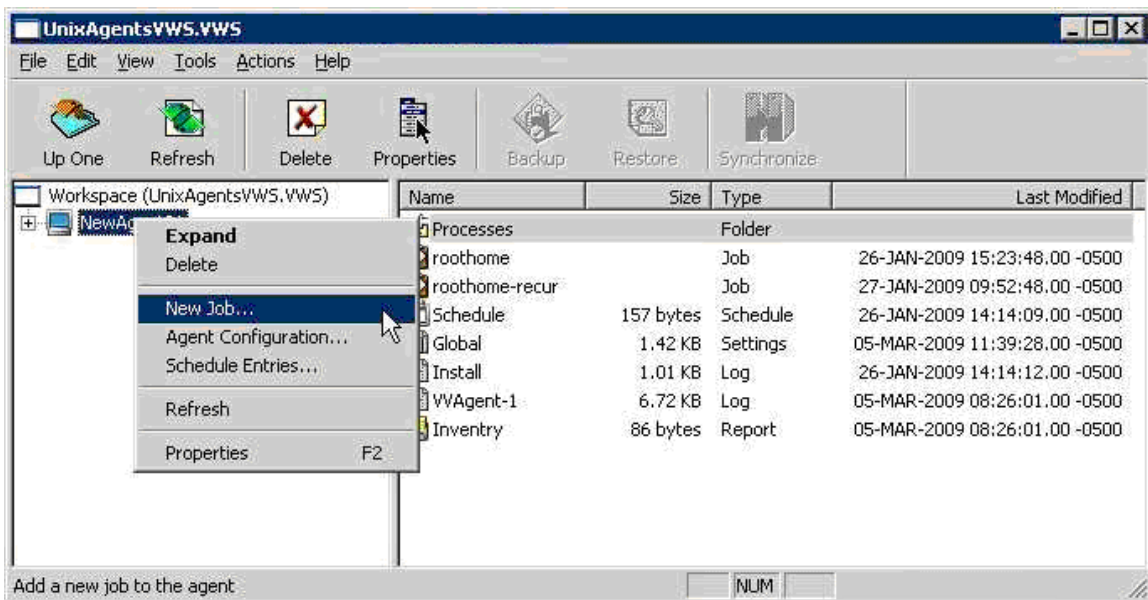 UnixAgentsVWS.VWS
File Edit View Tools Actions Help
Up One Refresh Delete Properties Backup Restore Synchronize
Workspace (UnixAgentsVWS.VWS)
Expand
Delete
New Job...
Agent Configuration...
Schedule Entries...
Refresh
Properties F2
Name Size Type Last Modified
Processes Folder
roothome Job 26-JAN-2009 15:23:48.00 -0500
roothome-recur Job 27-JAN-2009 09:52:48.00 -0500
Schedule 157 bytes Schedule 26-JAN-2009 14:14:09.00 -0500
Global 1.42 KB Settings 05-MAR-2009 11:39:28.00 -0500
Install 1.01 KB Log 26-JAN-2009 14:14:12.00 -0500
VVAgent-1 6.72 KB Log 05-MAR-2009 08:26:01.00 -0500
Inventry 86 bytes Report 05-MAR-2009 08:26:01.00 -0500
Add a new job to the agent NUM